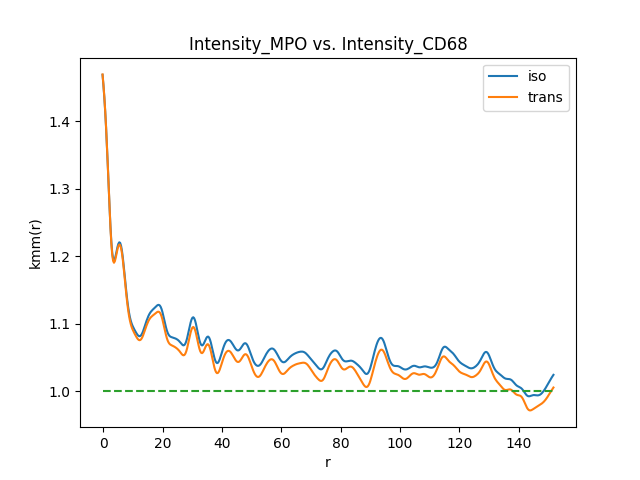 Intensity_MPO vs. Intensity_CD68
iso
trans
kmm(r)
1.4
1.3
1.2
1.1
1.0
0 20 40 60 80 100 120 140
r